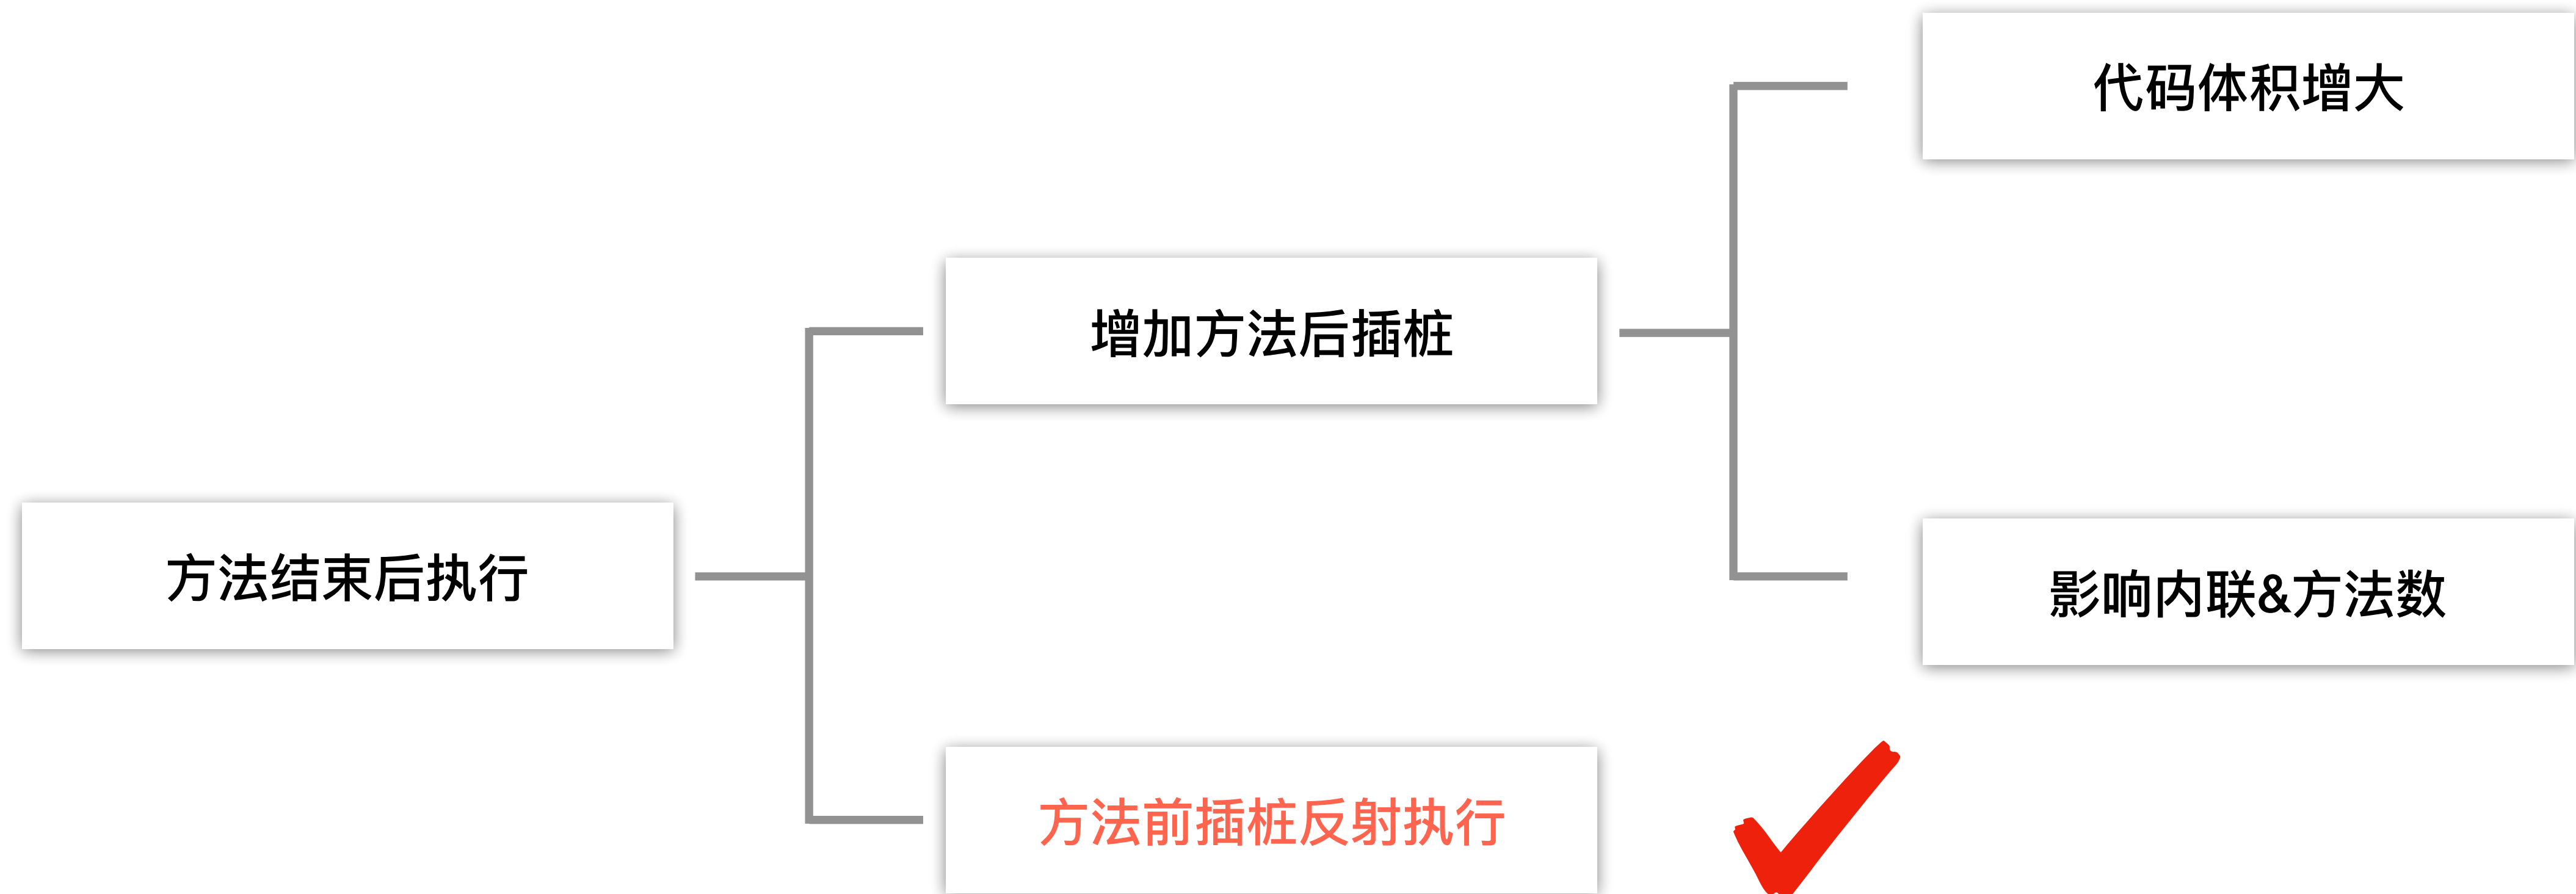 代码体积增大
增加方法后插桩
方法结束后执行
影响内联&方法数
方法前插桩反射执行